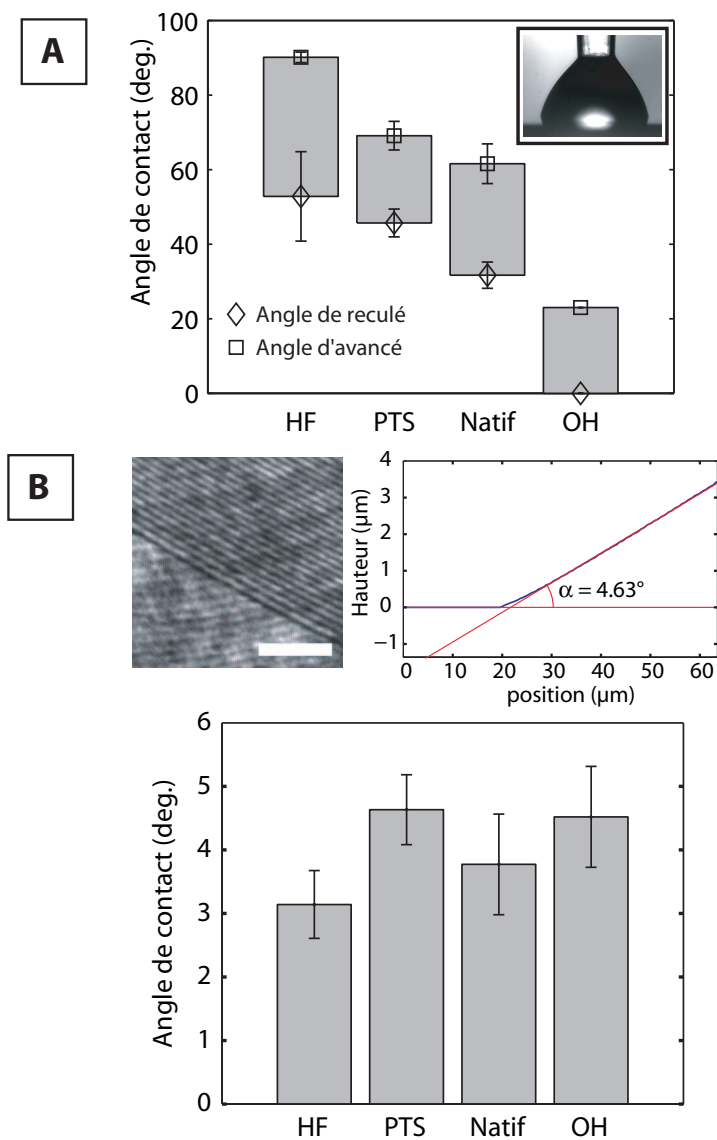 A
Angle de contact (deg.)
100
80
60
40
20
0
Angle de reculé
Angle d'avancé
HF PTS Natif OH
B
Hauteur (µm)
4
3
2
1
0
−1
α = 4.63°
0 10 20 30 40 50 60
position (µm)
Angle de contact (deg.)
6
5
4
3
2
1
0
HF PTS Natif OH